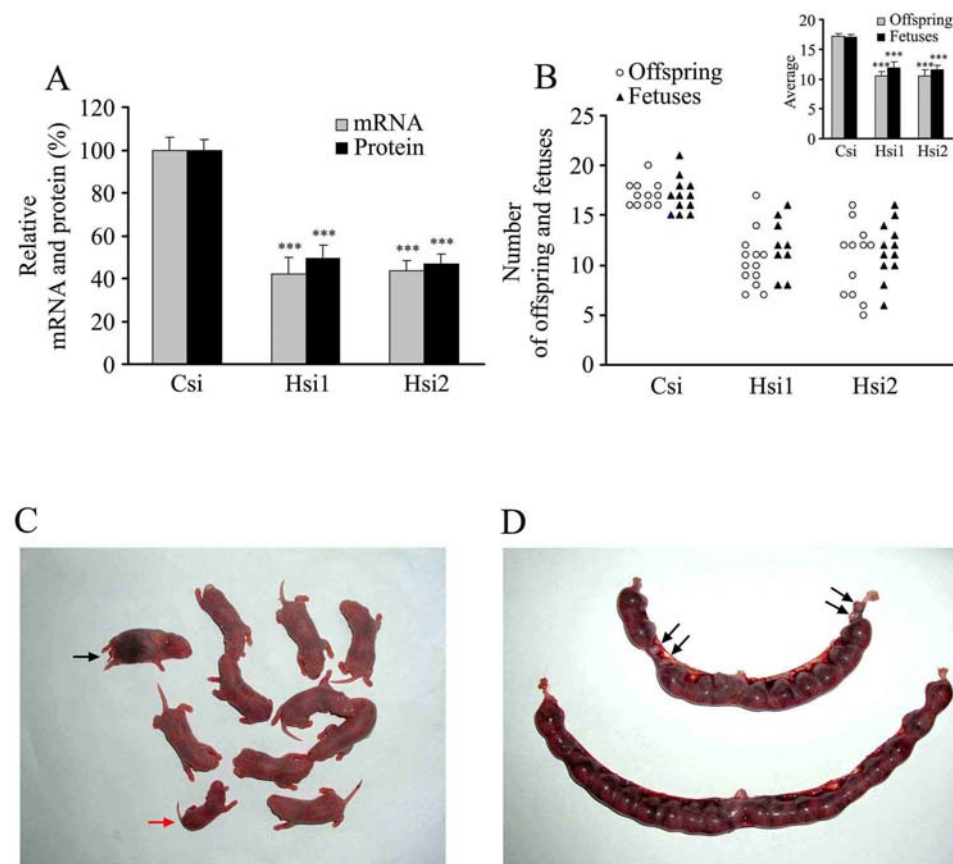 A
Relative
mRNA and protein (%)
120
100
80
60
40
20
0
mRNA
Protein
***
***
***
***
Csi Hsi1 Hsi2
B
Offspring
Fetuses
Number
of offspring and fetuses
25
20
15
10
5
0
Csi Hsi1 Hsi2
Offspring
Fetuses
Average
20
15
10
5
0
***
***
***
***
Csi Hsi1 Hsi2
C
D